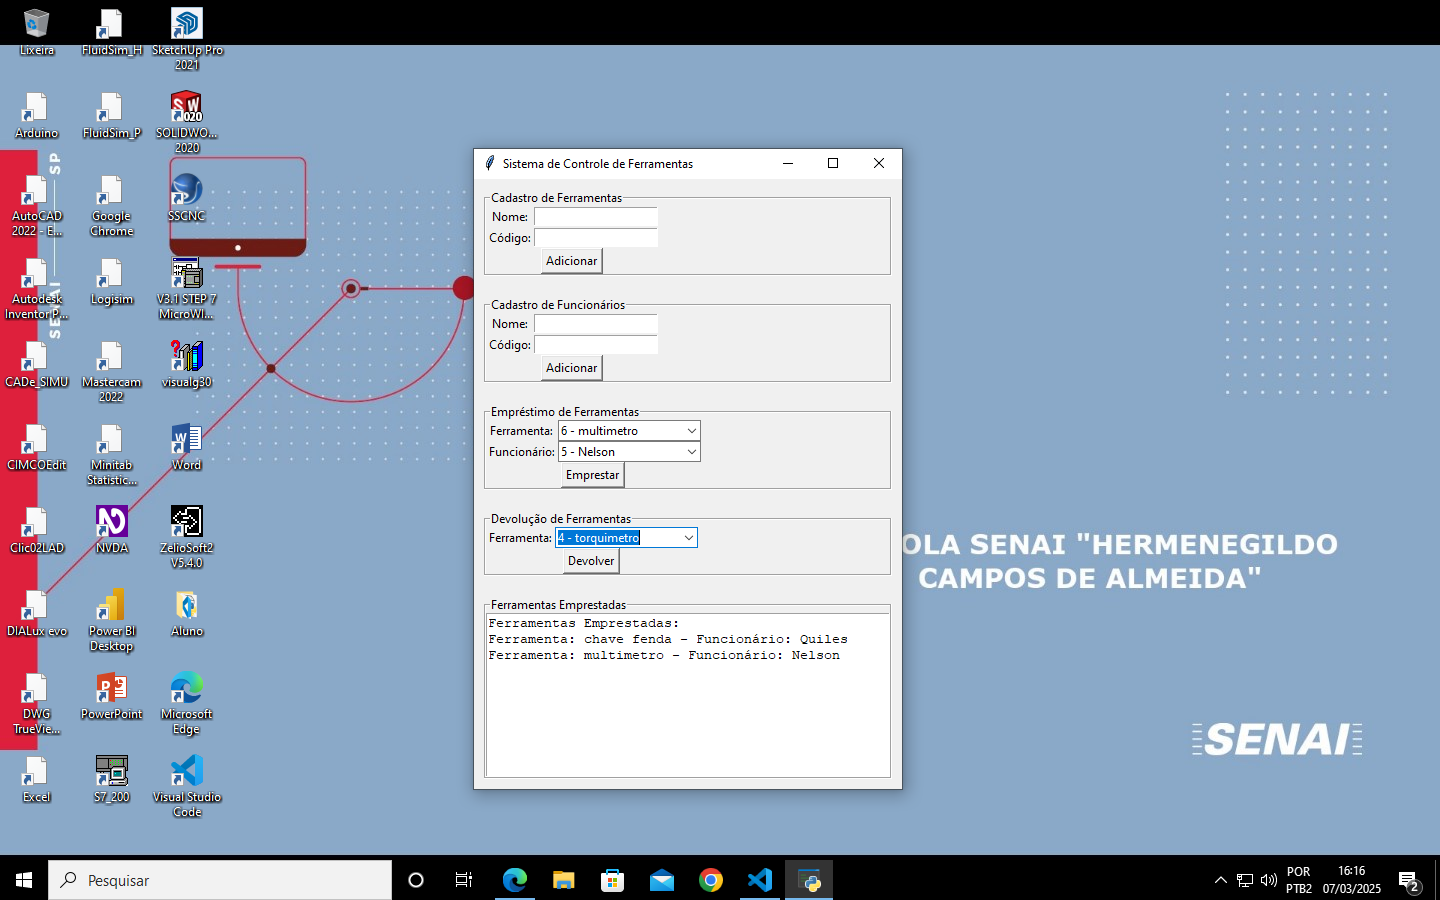 Lixeira
FluidSim_H
SketchUp Pro
2021
Arduino
FluidSim_P
SOLIDWO...
2020
AutoCAD
2022 - E...
Google
Chrome
SSCNC
Autodesk
Inventor P...
Logisim
V3.1 STEP 7
MicroWI...
CADe_SIMU
Mastercam
2022
visualg30
CIMCOEdit
Minitab
Statistic...
Word
Clic02LAD
NVDA
ZelioSoft2
V5.4.0
DIALux evo
Power BI
Desktop
Aluno
DWG
TrueVie...
PowerPoint
Microsoft
Edge
Excel
S7_200
Visual Studio
Code
SENAI
SP
Sistema de Controle de Ferramentas
Cadastro de Ferramentas
Nome:
Código:
Adicionar
Cadastro de Funcionários
Nome:
Código:
Adicionar
Empréstimo de Ferramentas
Ferramenta: 6 - multimetro
Funcionário: 5 - Nelson
Emprestar
Devolução de Ferramentas
Ferramenta: 4 - torquimetro
Devolver
Ferramentas Emprestadas
Ferramentas Emprestadas:
Ferramenta: chave fenda - Funcionário: Quiles
Ferramenta: multimetro - Funcionário: Nelson
OLA SENAI "HERMENEGILDO
CAMPOS DE ALMEIDA"
SENAI
Pesquisar
POR
PTB2
16:16
07/03/2025
2